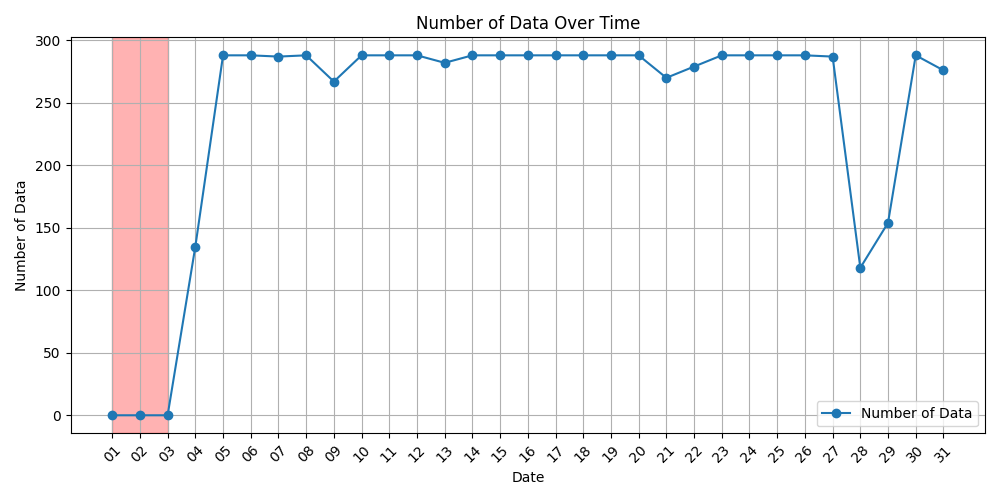 Number of Data Over Time
Number of Data
300
250
200
150
100
50
0
Number of Data
01 02 03 04 05 06 07 08 09 10 11 12 13 14 15 16 17 18 19 20 21 22 23 24 25 26 27 28 29 30 31
Date